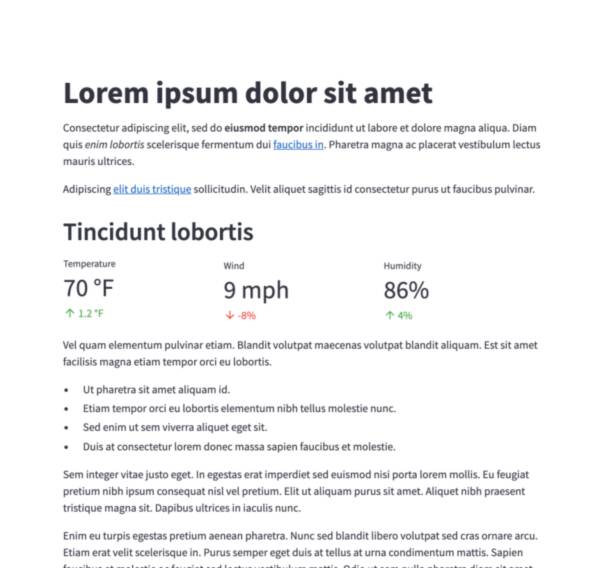 Lorem ipsum dolor sit amet
Consectetur adipiscing elit, sed do eiusmod tempor incididunt ut labore et dolore magna aliqua. Diam
quis enim lobortis scelerisque fermentum dui faucibus in. Pharetra magna ac placerat vestibulum lectus
mauris ultrices.
Adipiscing elit duis tristique sollicitudin. Velit aliquet sagittis id consectetur purus ut faucibus pulvinar.
Tincidunt lobortis
Temperature Wind Humidity
70 °F 9 mph 86%
↑ 1.2 °F ↓ -8% ↑ 4%
Vel quam elementum pulvinar etiam. Blandit volutpat maecenas volutpat blandit aliquam. Est sit amet
facilisis magna etiam tempor orci eu lobortis.
• Ut pharetra sit amet aliquam id.
• Etiam tempor orci eu lobortis elementum nibh tellus molestie nunc.
• Sed enim ut sem viverra aliquet eget sit.
• Duis at consectetur lorem donec massa sapien faucibus et molestie.
Sem integer vitae justo eget. In egestas erat imperdiet sed euismod nisi porta lorem mollis. Eu feugiat
pretium nibh ipsum consequat nisl vel pretium. Elit ut aliquam purus sit amet. Aliquet nibh praesent
tristique magna sit. Dapibus ultrices in iaculis nunc.
Enim eu turpis egestas pretium aenean pharetra. Nunc sed blandit libero volutpat sed cras ornare arcu.
Etiam erat velit scelerisque in. Purus semper eget duis at tellus at urna condimentum mattis. Sapien